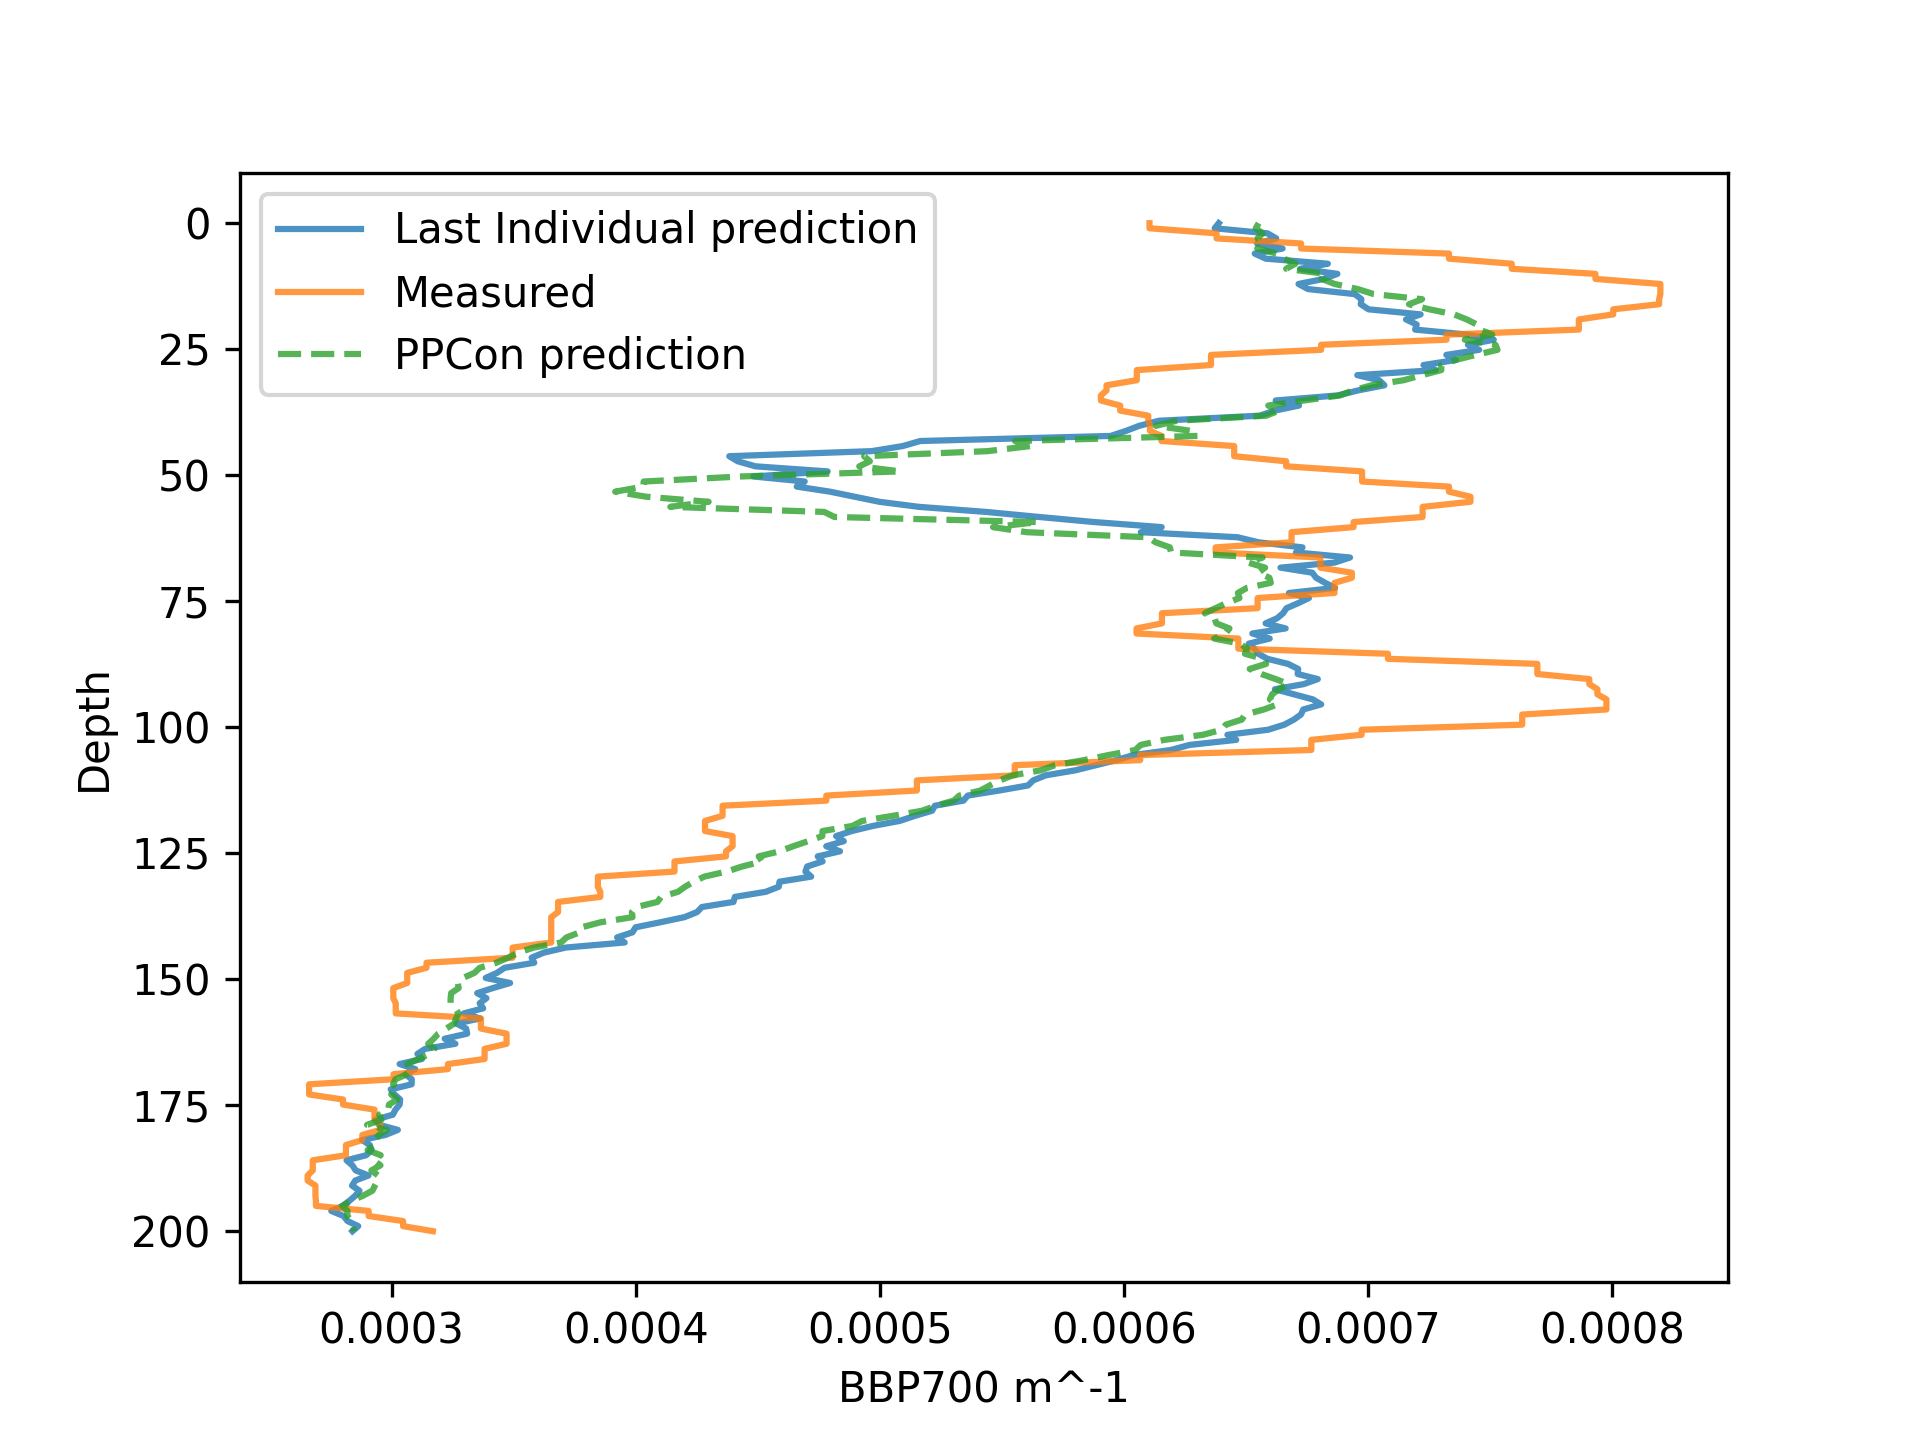 Last Individual prediction
Measured
PPCon prediction
Depth
0
25
50
75
100
125
150
175
200
0.0003 0.0004 0.0005 0.0006 0.0007 0.0008
BBP700 m^-1